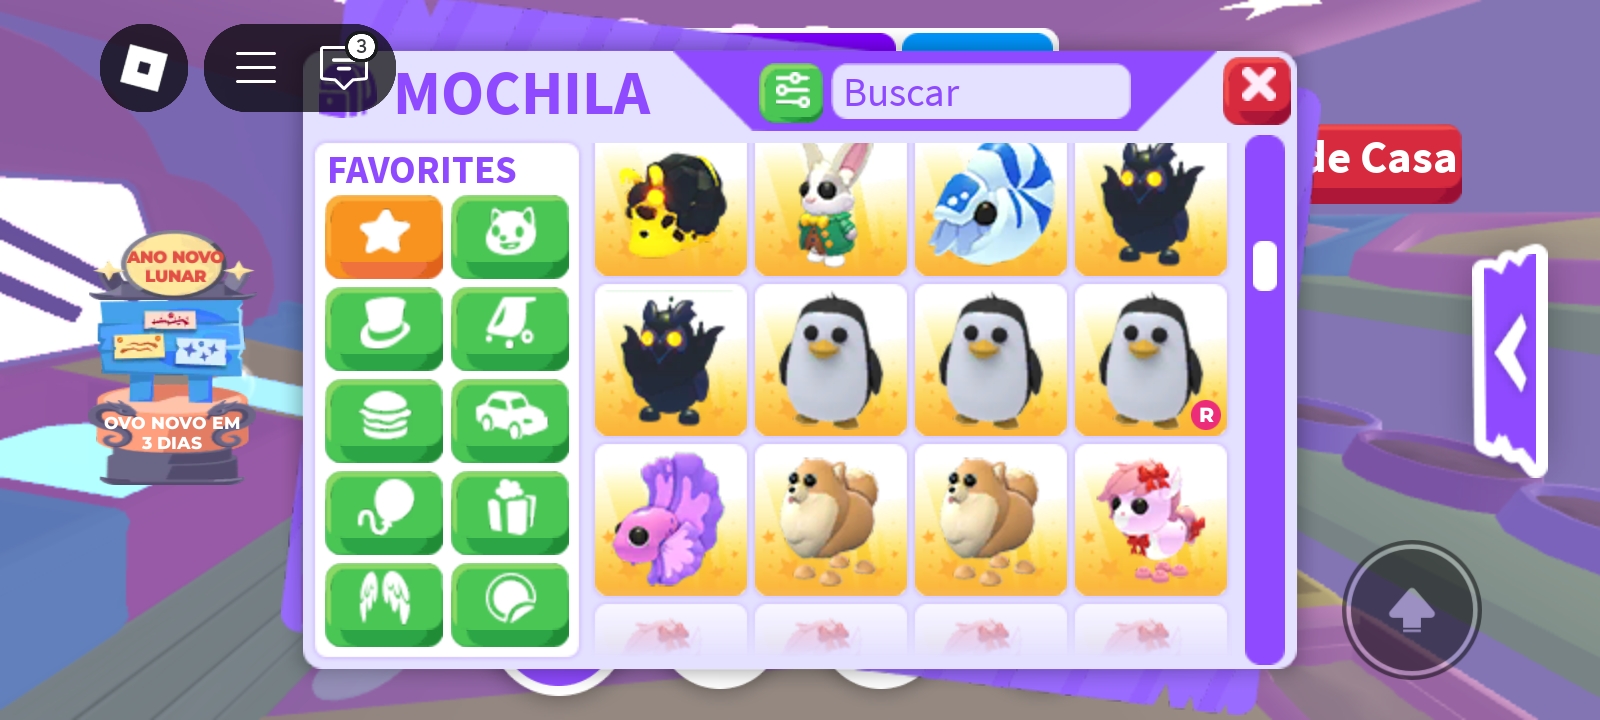 3
MOCHILA
Buscar
FAVORITES
de Casa
ANO NOVO
LUNAR
OVO NOVO EM
3 DIAS
R